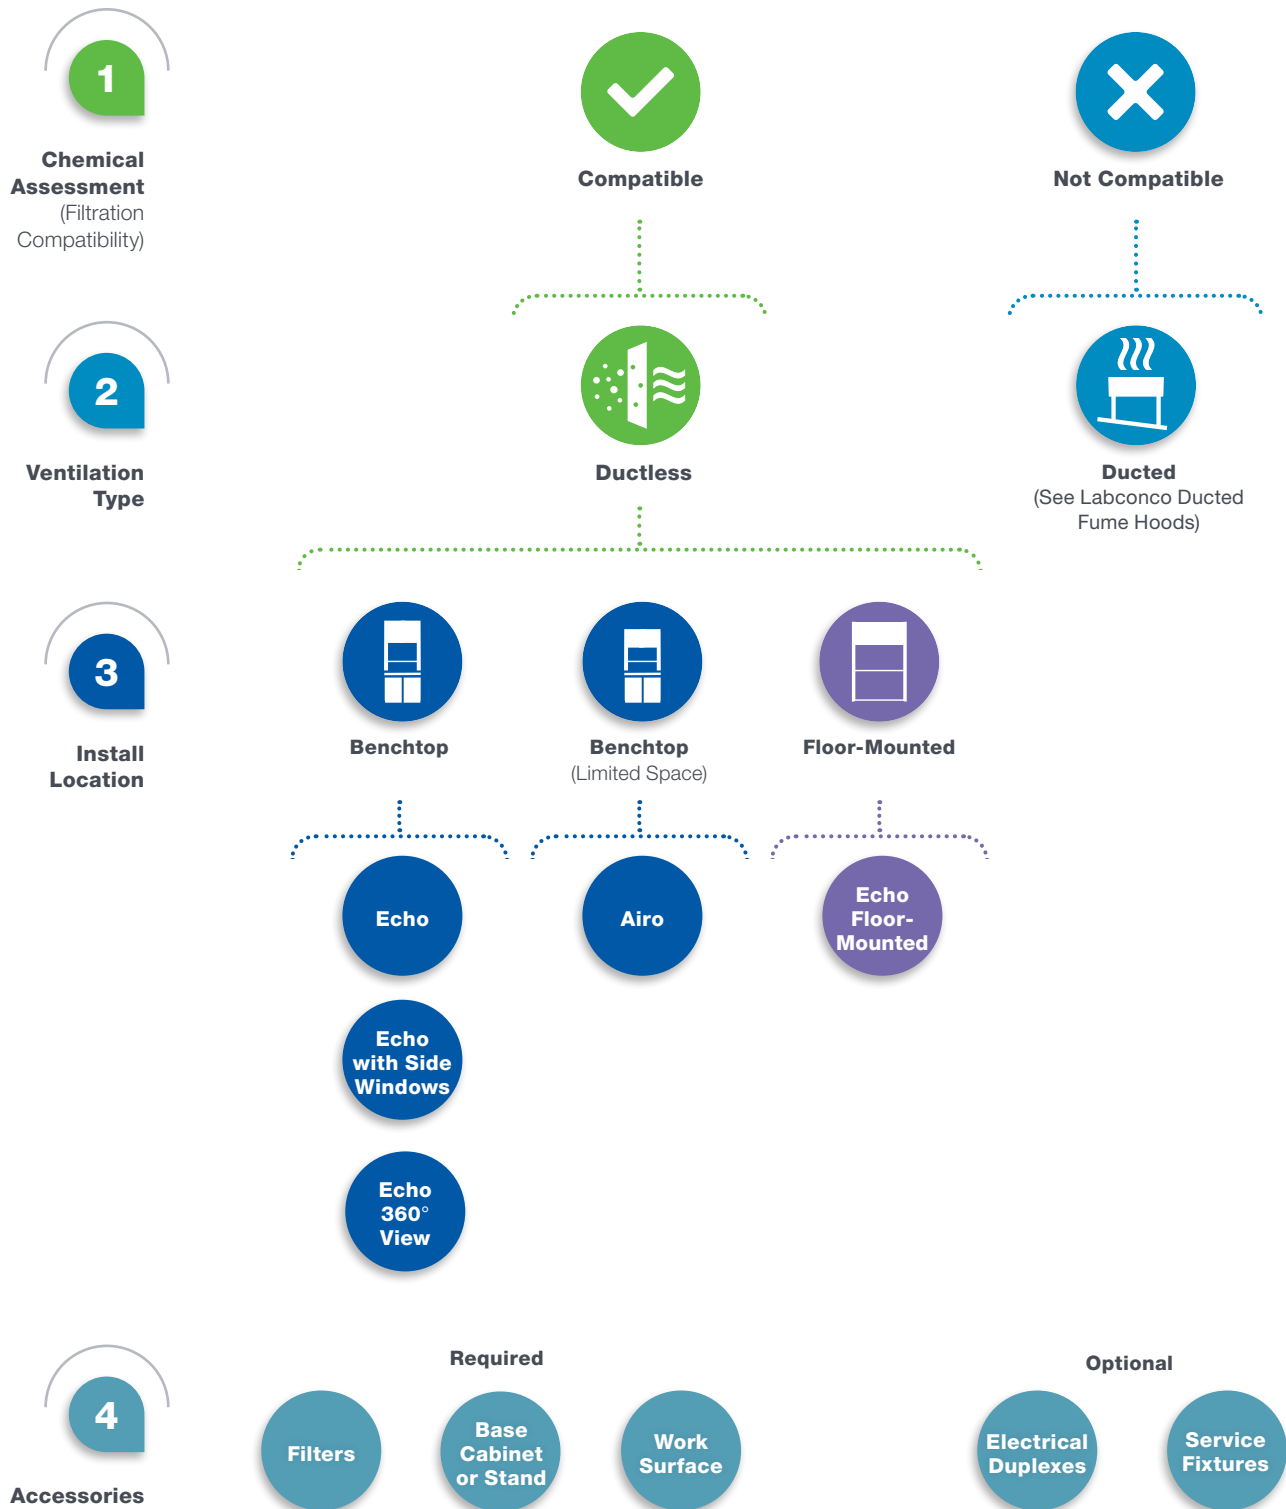 1
Chemical
Assessment
(Filtration
Compatibility)
Compatible
Not Compatible
2
Ventilation
Type
Ductless
Ducted
(See Labconco Ducted
Fume Hoods)
3
Install
Location
Benchtop
Benchtop
(Limited Space)
Floor-Mounted
Echo
Airo
Echo
Floor-
Mounted
Echo
with Side
Windows
Echo
360°
View
4
Accessories
Required
Optional
Filters
Base
Cabinet
or Stand
Work
Surface
Electrical
Duplexes
Service
Fixtures